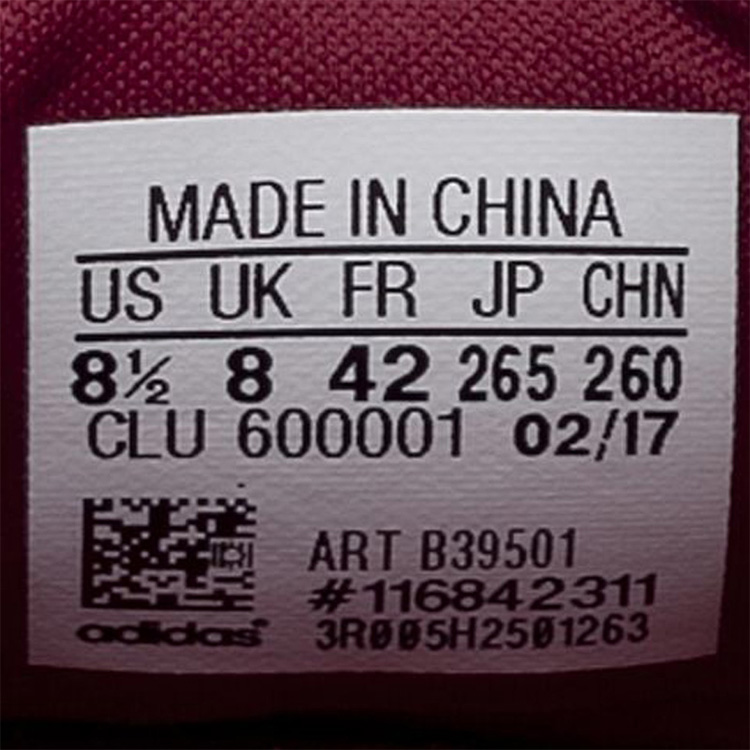 MADE IN CHINA
US UK FR JP CHN
8½ 8 42 265 260
CLU 600001 02/17
ART B39501
#116842311
adidas 3R005H2501263